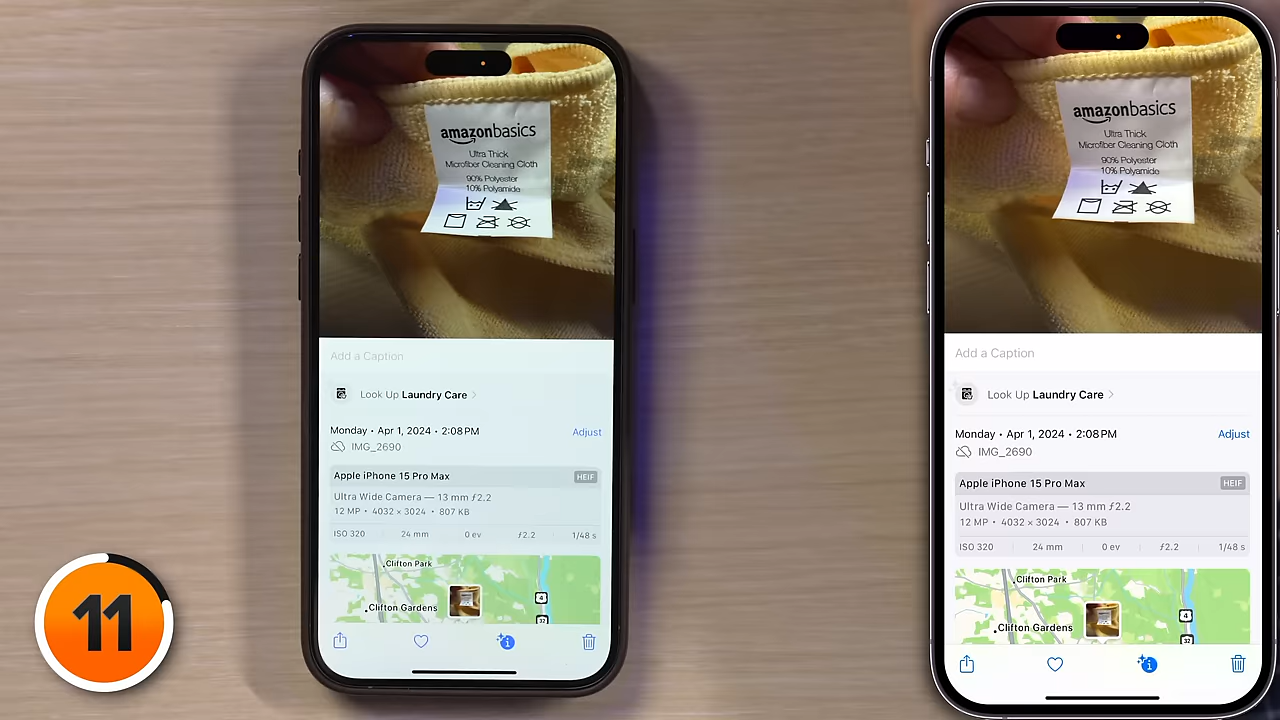 amazonbasics
Ultra Thick
Microfiber Cleaning Cloth
90% Polyester
10% Polyamide
Add a Caption
Look Up Laundry Care
Monday • Apr 1, 2024 • 2:08 PM
Adjust
IMG_2690
Apple iPhone 15 Pro Max
HEIF
Ultra Wide Camera — 13 mm ƒ2.2
12 MP • 4032 × 3024 • 807 KB
ISO 320
24 mm
0 ev
ƒ2.2
1/48 s
Clifton Park
Clifton Gardens
4
32
11
amazonbasics
Ultra Thick
Microfiber Cleaning Cloth
90% Polyester
10% Polyamide
Add a Caption
Look Up Laundry Care
Monday • Apr 1, 2024 • 2:08 PM
Adjust
IMG_2690
Apple iPhone 15 Pro Max
HEIF
Ultra Wide Camera — 13 mm ƒ2.2
12 MP • 4032 × 3024 • 807 KB
ISO 320
24 mm
0 ev
ƒ2.2
1/48 s
Clifton Park
Clifton Gardens
4
32